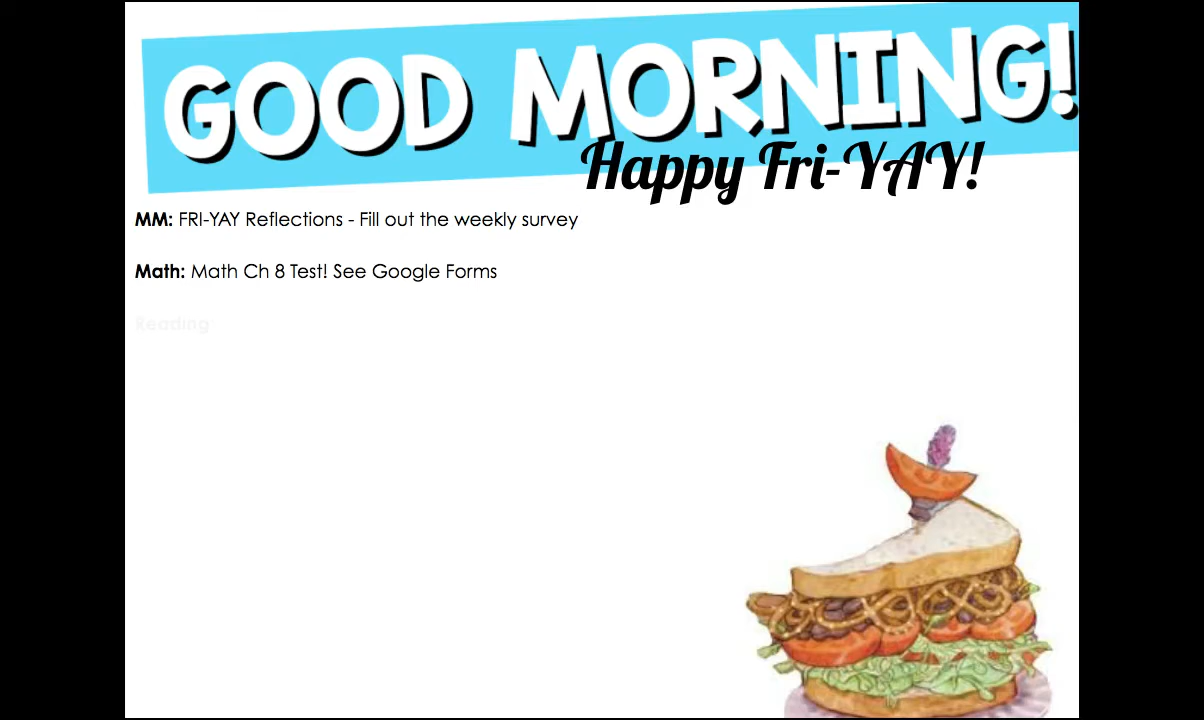 GOOD MORNING!
Happy Fri-YAY!
MM: FRI-YAY Reflections - Fill out the weekly survey
Math: Math Ch 8 Test! See Google Forms
Reading